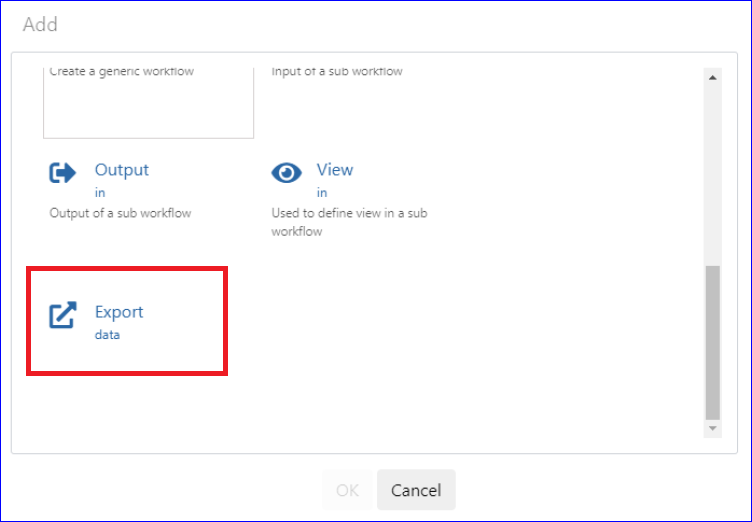 Add
Create a generic workflow
Input of a sub workflow
Output
in
Output of a sub workflow
View
in
Used to define view in a sub
workflow
Export
data
OK
Cancel